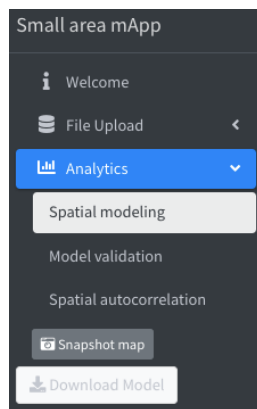 Small area mApp
Welcome
File Upload
Analytics
Spatial modeling
Model validation
Spatial autocorrelation
Snapshot map
Download Model